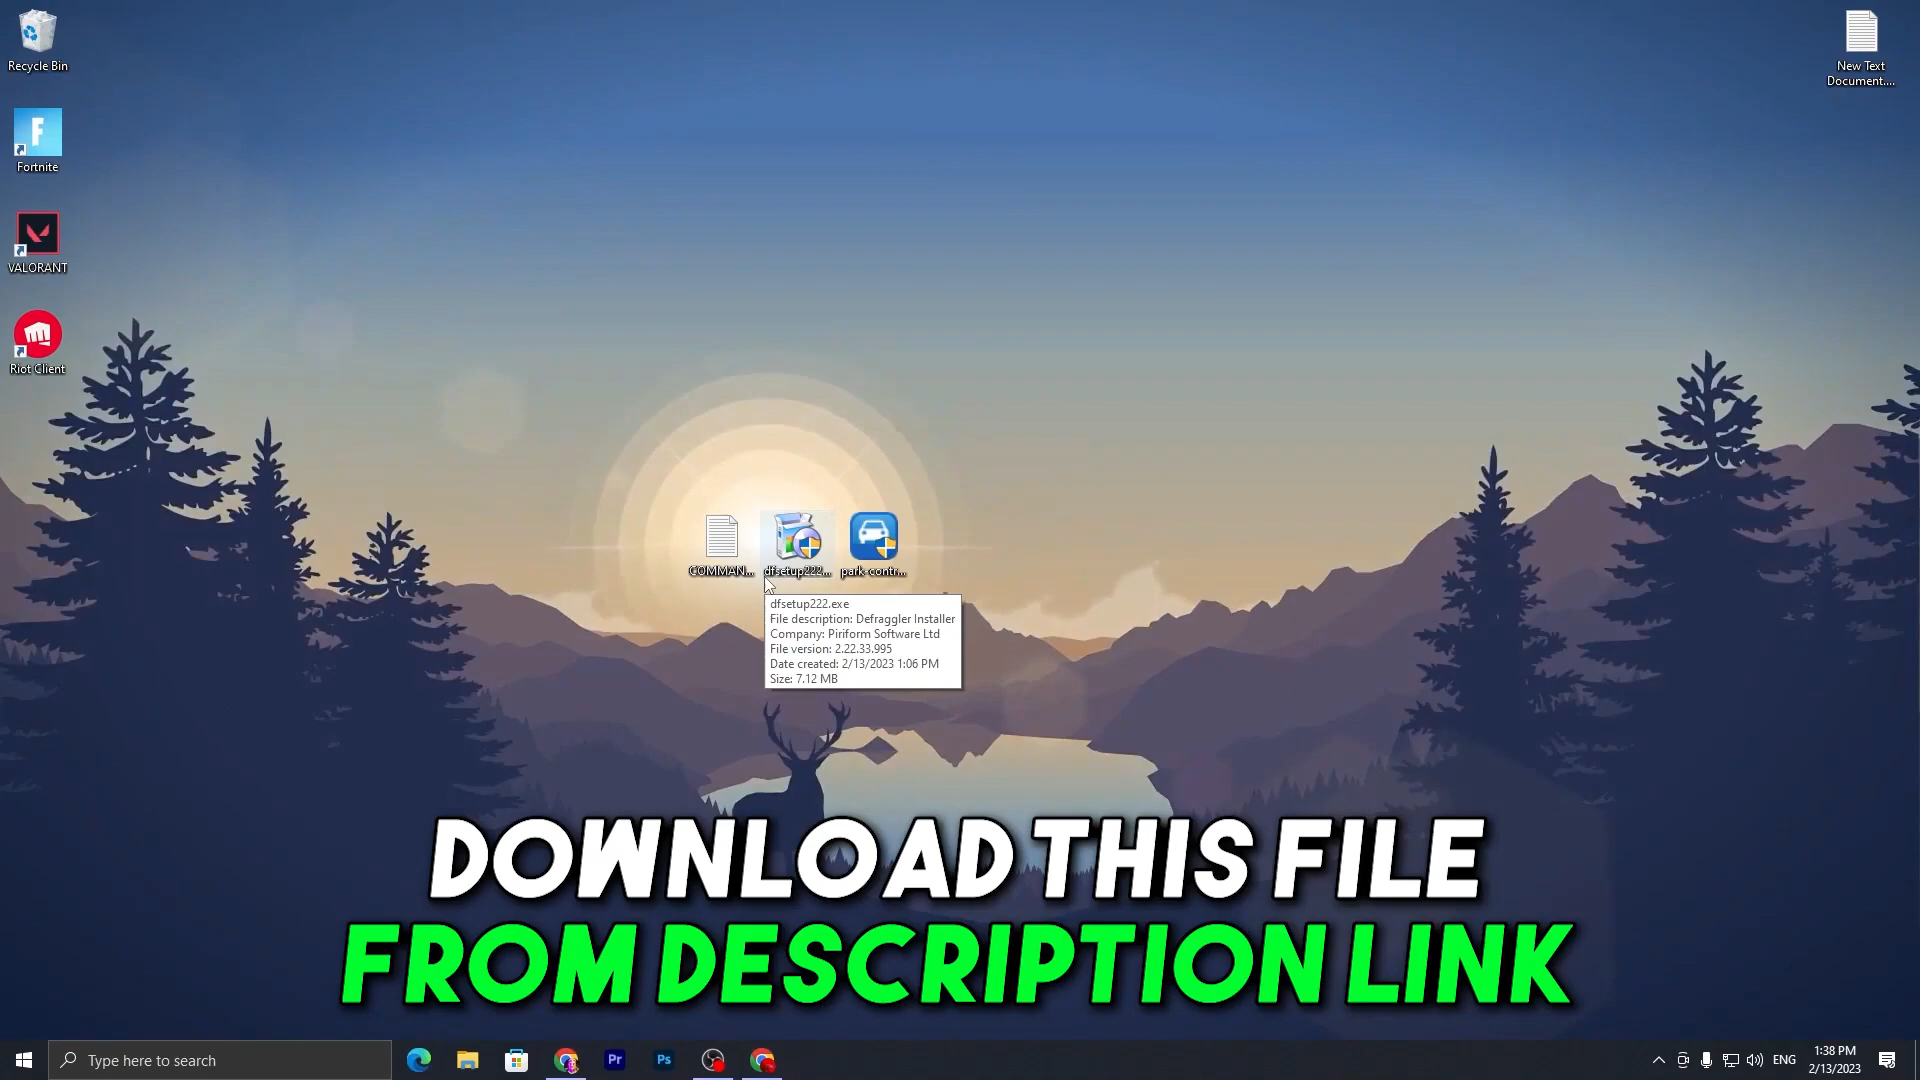 Recycle Bin
Fortnite
VALORANT
Riot Client
New Text
Document....
COMMAN...
dfsetup222...
park-contr...
dfsetup222.exe
File description: Defraggler Installer
Company: Piriform Software Ltd
File version: 2.22.33.995
Date created: 2/13/2023 1:06 PM
Size: 7.12 MB
DOWNLOAD THIS FILE
FROM DESCRIPTION LINK
Type here to search
Pr
Ps
ENG
1:38 PM
2/13/2023